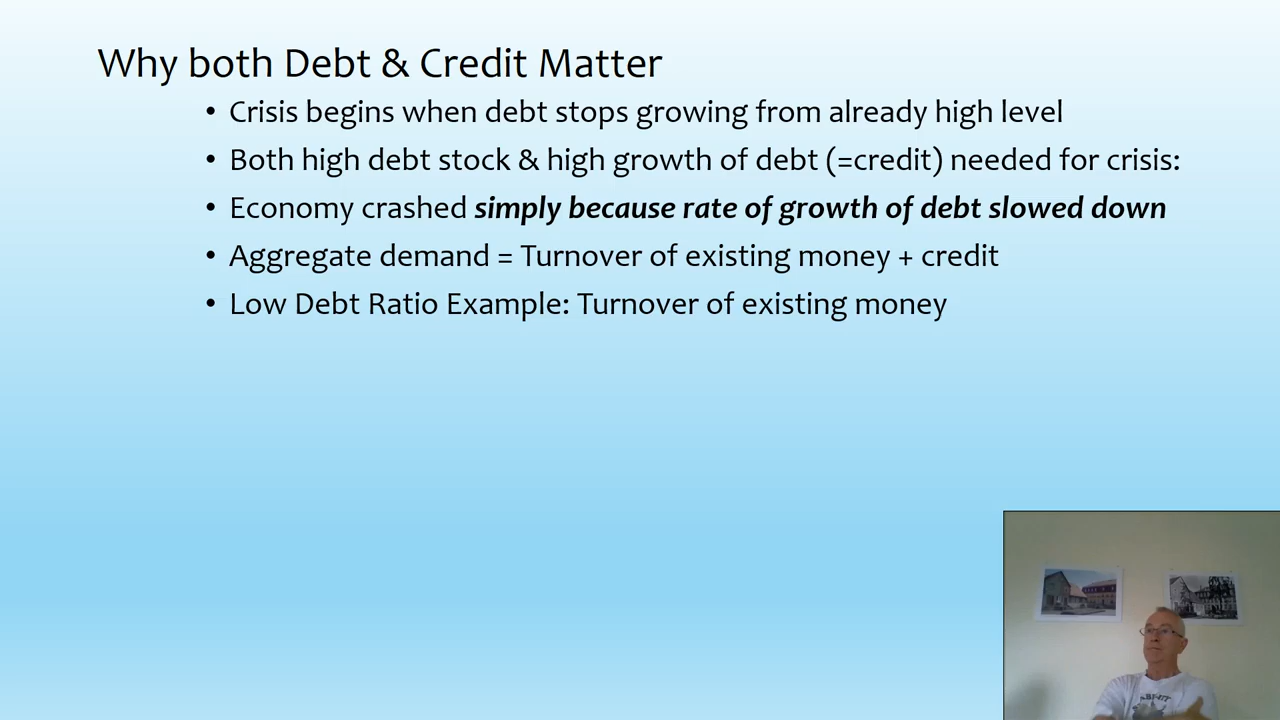 Why both Debt & Credit Matter
• Crisis begins when debt stops growing from already high level
• Both high debt stock & high growth of debt (=credit) needed for crisis:
• Economy crashed simply because rate of growth of debt slowed down
• Aggregate demand = Turnover of existing money + credit
• Low Debt Ratio Example: Turnover of existing money